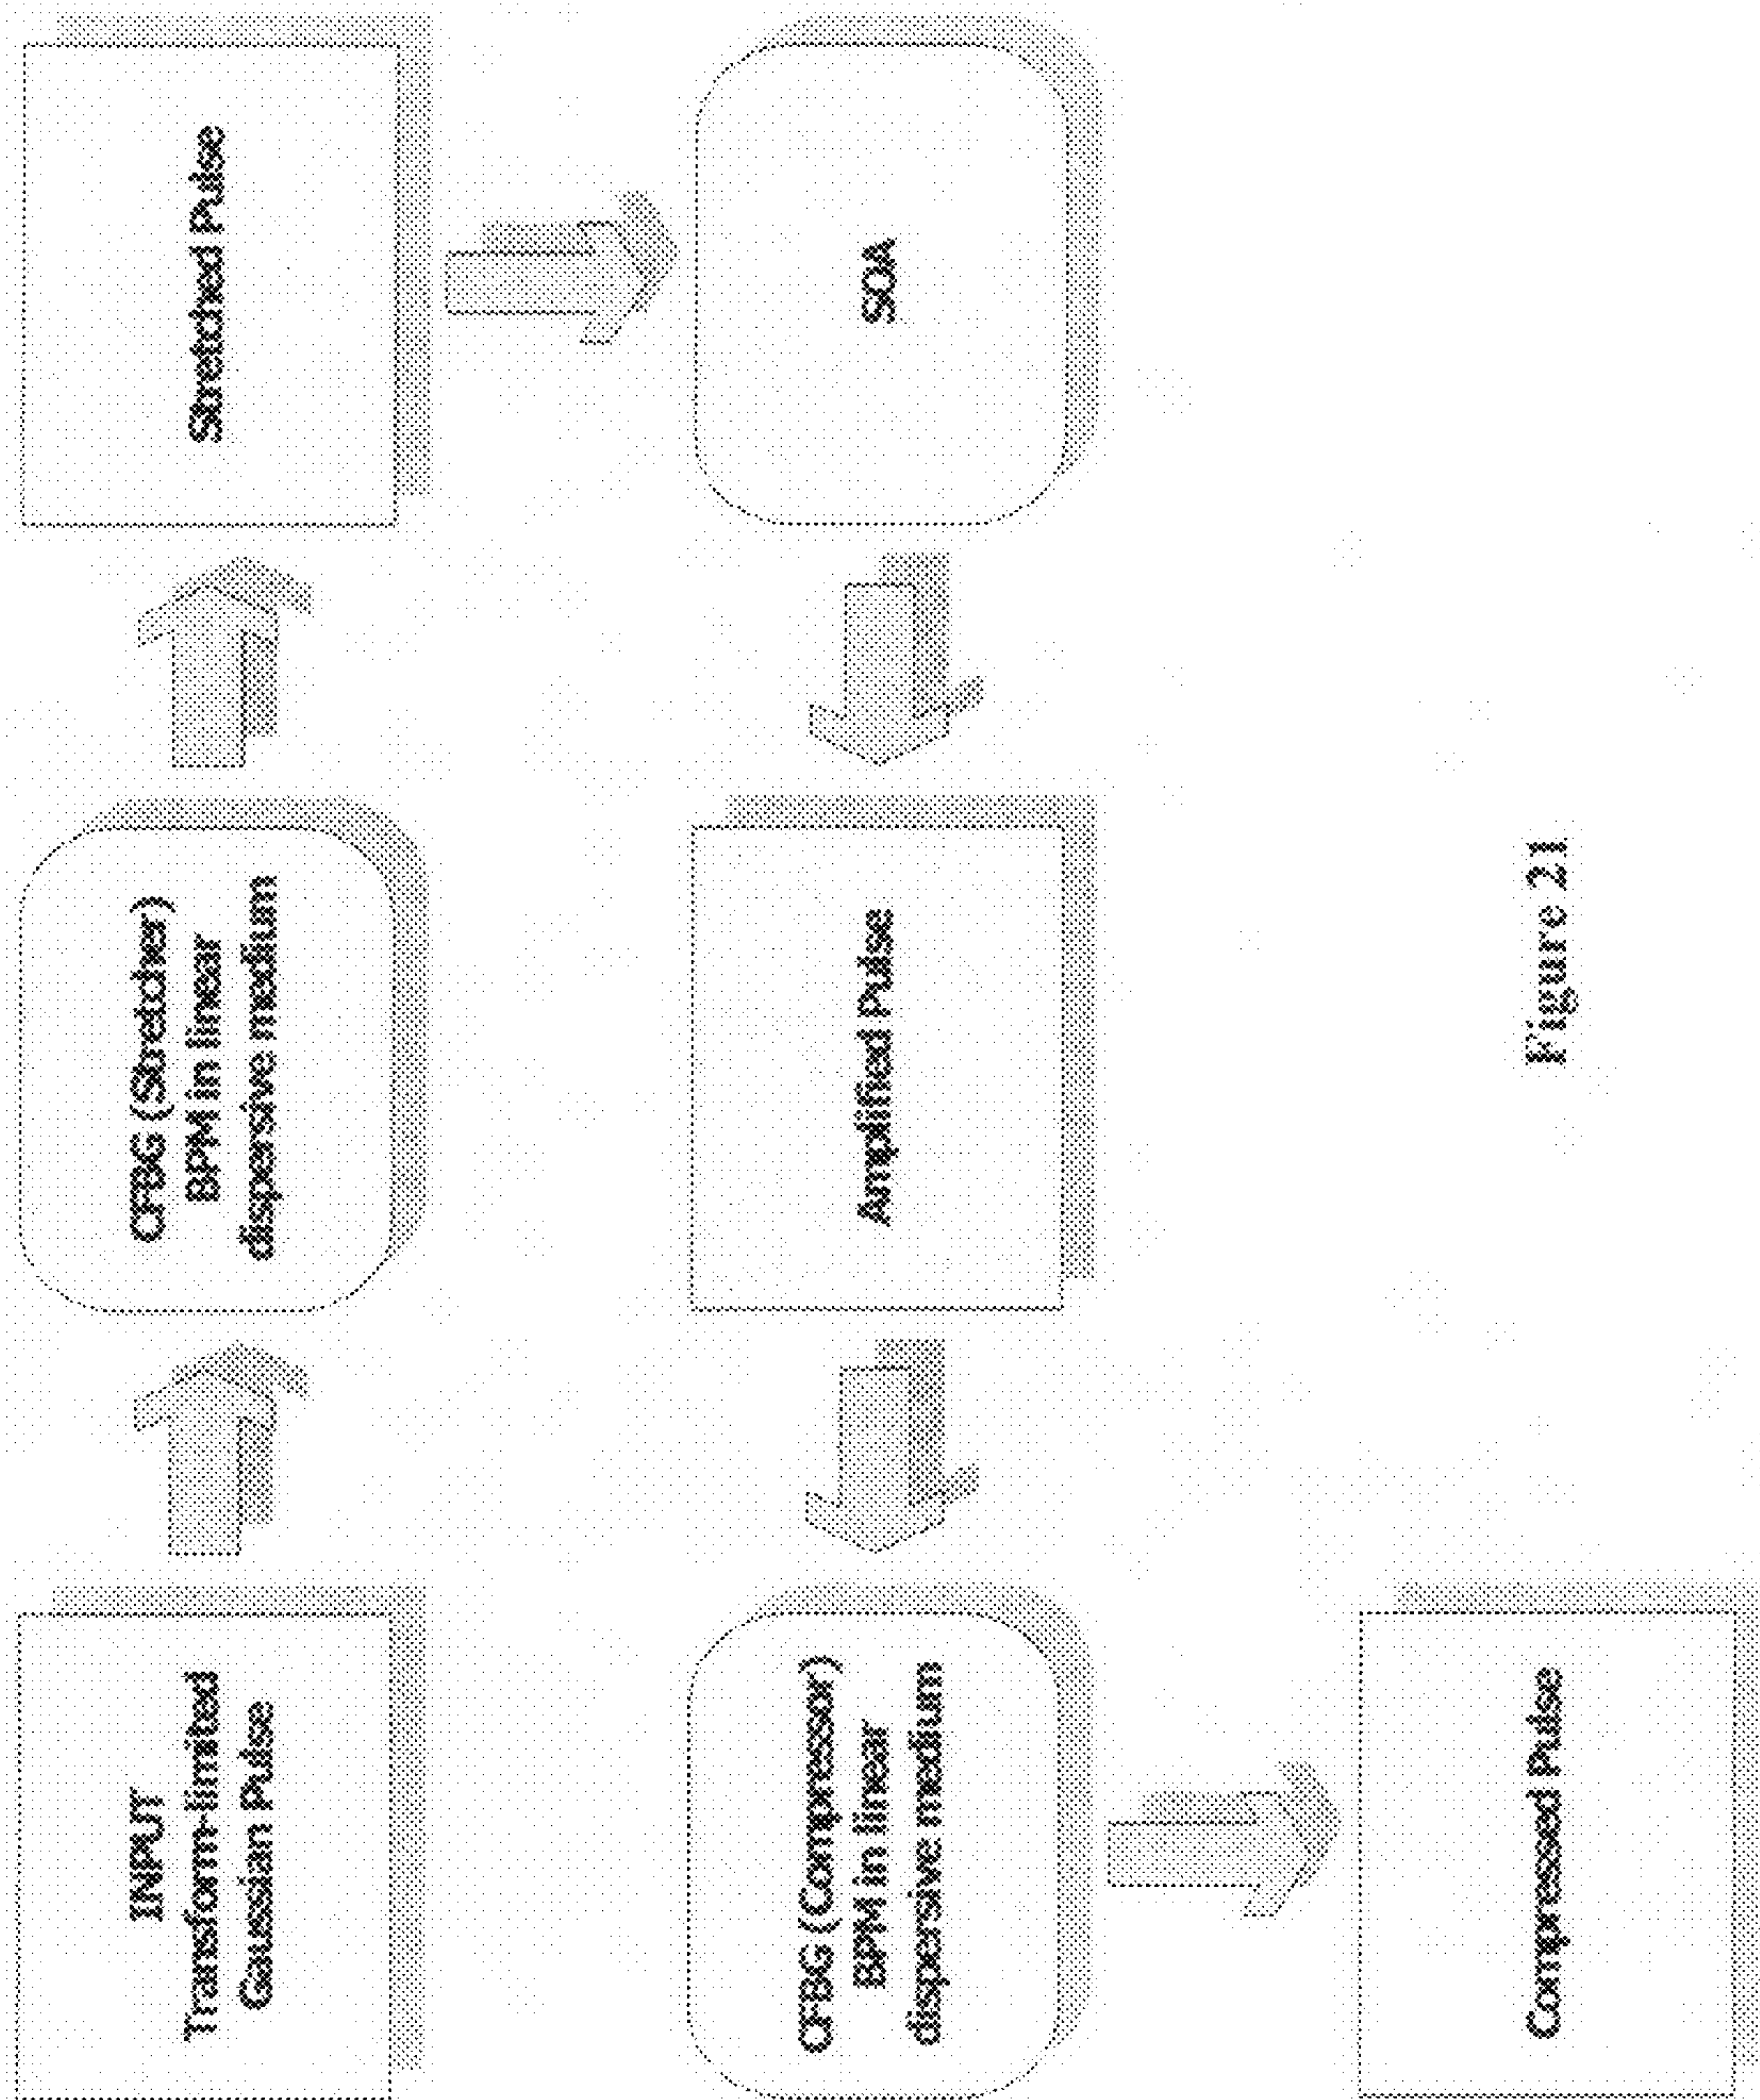 INPUT
Transform-limited
Gaussian Pulse
CFBG (Stretcher)
BPM in linear
dispersive medium
Stretched Pulse
SOA
Amplified Pulse
CFBG (Compressor)
BPM in linear
dispersive medium
Compressed Pulse
Figure 21